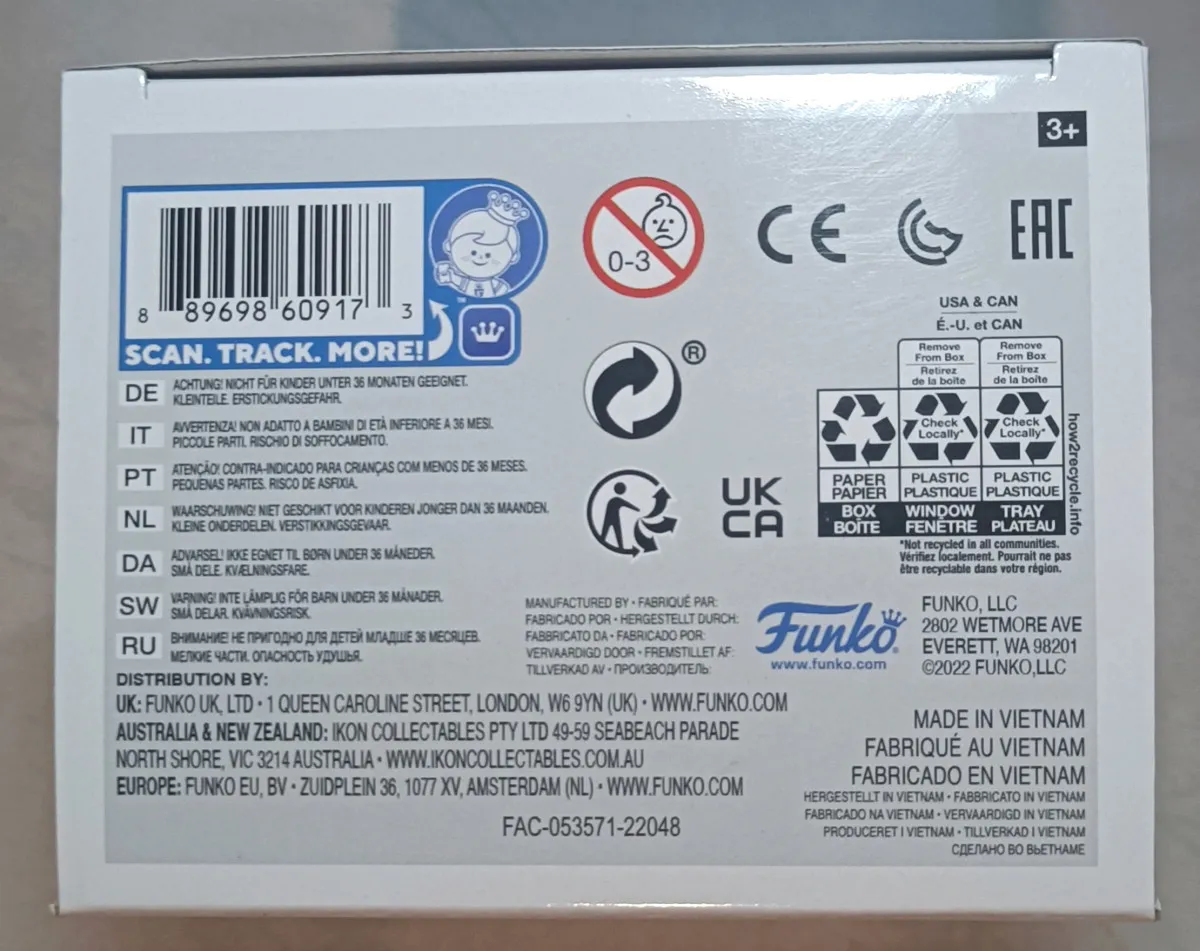 3+
8 89698 60917 3
SCAN. TRACK. MORE!
™
0-3
CE
EAC
®
UK
CA
USA & CAN
É.-U. et CAN
Remove
From Box
Retirez
de la boîte
Remove
From Box
Retirez
de la boîte
Check
Locally*
Check
Locally*
PAPER
PAPIER
PLASTIC
PLASTIQUE
PLASTIC
PLASTIQUE
BOX
BOÎTE
WINDOW
FENÊTRE
TRAY
PLATEAU
how2recycle.info
*Not recycled in all communities.
Vérifiez localement. Pourrait ne pas
être recyclable dans votre région.
DE ACHTUNG! NICHT FÜR KINDER UNTER 36 MONATEN GEEIGNET.
KLEINTEILE. ERSTICKUNGSGEFAHR.
IT AVVERTENZA! NON ADATTO A BAMBINI DI ETÀ INFERIORE A 36 MESI.
PICCOLE PARTI. RISCHIO DI SOFFOCAMENTO.
PT ATENÇÃO! CONTRA-INDICADO PARA CRIANÇAS COM MENOS DE 36 MESES.
PEQUENAS PARTES. RISCO DE ASFIXIA.
NL WAARSCHUWING! NIET GESCHIKT VOOR KINDEREN JONGER DAN 36 MAANDEN.
KLEINE ONDERDELEN. VERSTIKKINGSGEVAAR.
DA ADVARSEL! IKKE EGNET TIL BØRN UNDER 36 MÅNEDER.
SMÅ DELE. KVÆLNINGSFARE.
SW VARNING! INTE LÄMPLIG FÖR BARN UNDER 36 MÅNADER.
SMÅ DELAR. KVÄVNINGSRISK.
RU ВНИМАНИЕ! НЕ ПРИГОДНО ДЛЯ ДЕТЕЙ МЛАДШЕ 36 МЕСЯЦЕВ.
МЕЛКИЕ ЧАСТИ. ОПАСНОСТЬ УДУШЬЯ.
MANUFACTURED BY • FABRIQUÉ PAR:
FABRICADO POR • HERGESTELLT DURCH:
FABBRICATO DA • FABRICADO POR:
VERVAARDIGD DOOR • FREMSTILLET AF:
TILLVERKAD AV • ПРОИЗВОДИТЕЛЬ:
Funko®
www.funko.com
FUNKO, LLC
2802 WETMORE AVE
EVERETT, WA 98201
©2022 FUNKO,LLC
DISTRIBUTION BY:
UK: FUNKO UK, LTD • 1 QUEEN CAROLINE STREET, LONDON, W6 9YN (UK) • WWW.FUNKO.COM
AUSTRALIA & NEW ZEALAND: IKON COLLECTABLES PTY LTD 49-59 SEABEACH PARADE
NORTH SHORE, VIC 3214 AUSTRALIA • WWW.IKONCOLLECTABLES.COM.AU
EUROPE: FUNKO EU, BV • ZUIDPLEIN 36, 1077 XV, AMSTERDAM (NL) • WWW.FUNKO.COM
FAC-053571-22048
MADE IN VIETNAM
FABRIQUÉ AU VIETNAM
FABRICADO EN VIETNAM
HERGESTELLT IN VIETNAM • FABBRICATO IN VIETNAM
FABRICADO NA VIETNAM • VERVAARDIGD IN VIETNAM
PRODUCERET I VIETNAM • TILLVERKAD I VIETNAM
СДЕЛАНО ВО ВЬЕТНАМЕ